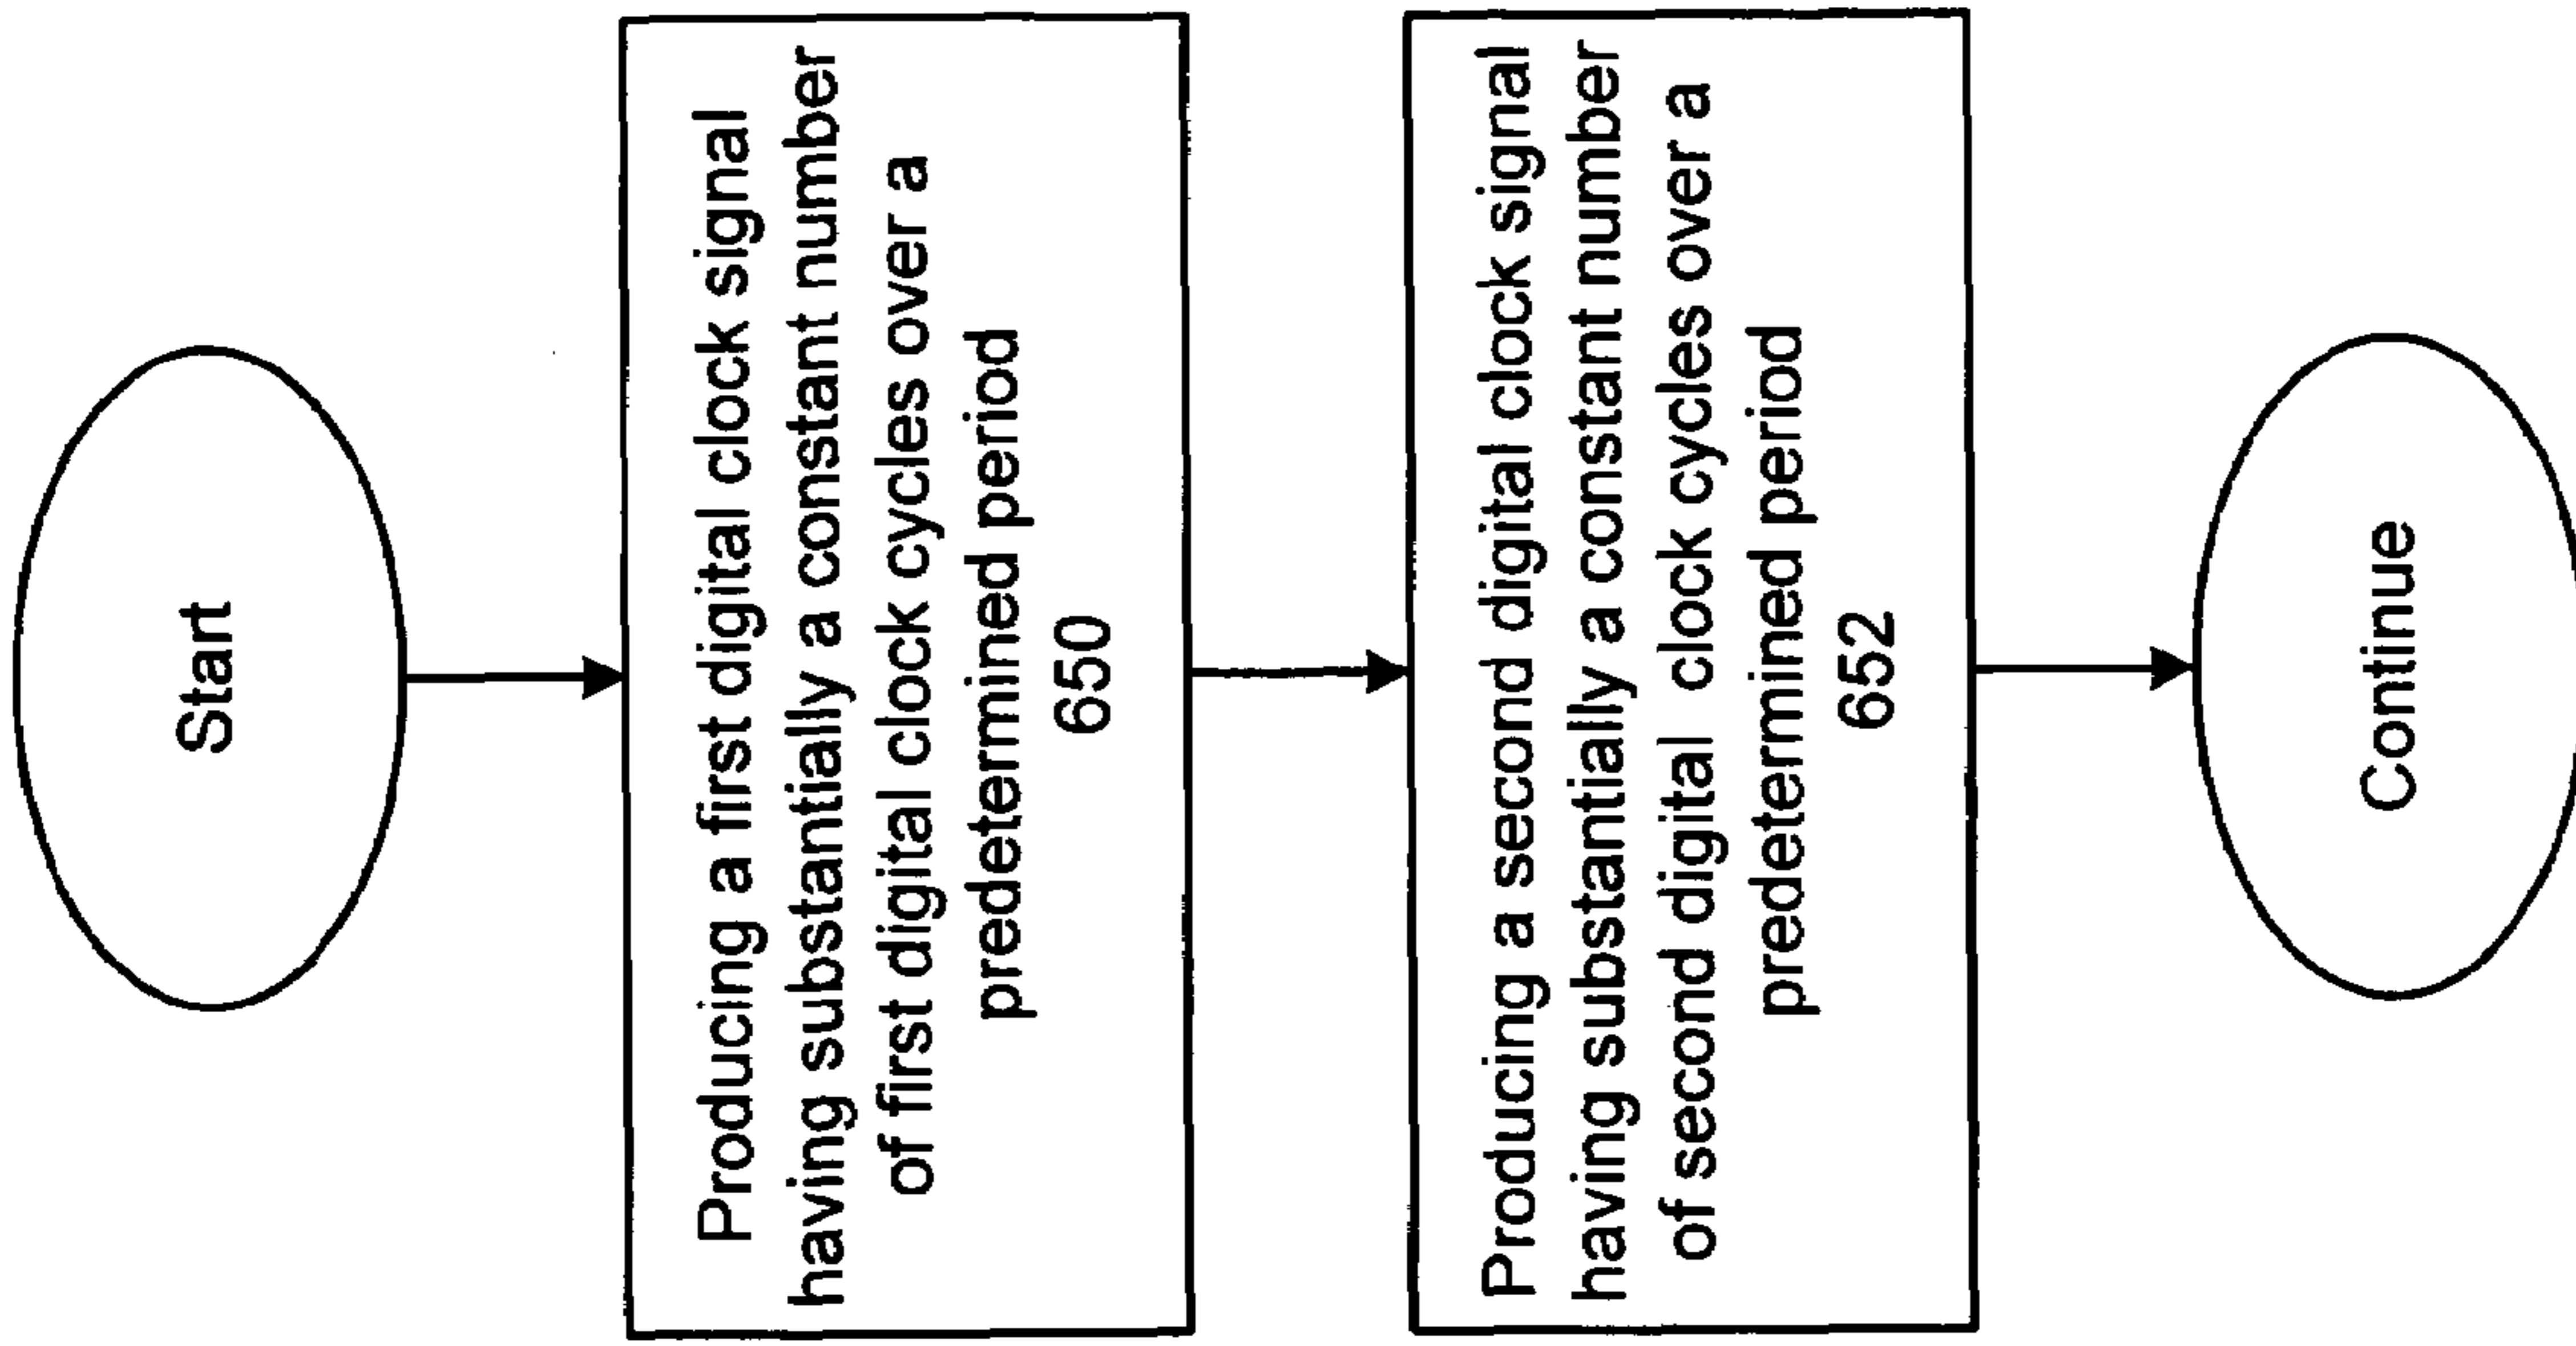 Start
Producing a first digital clock signal
having substantially a constant number
of first digital clock cycles over a
predetermined period
650
Producing a second digital clock signal
having substantially a constant number
of second digital clock cycles over a
predetermined period
652
Continue